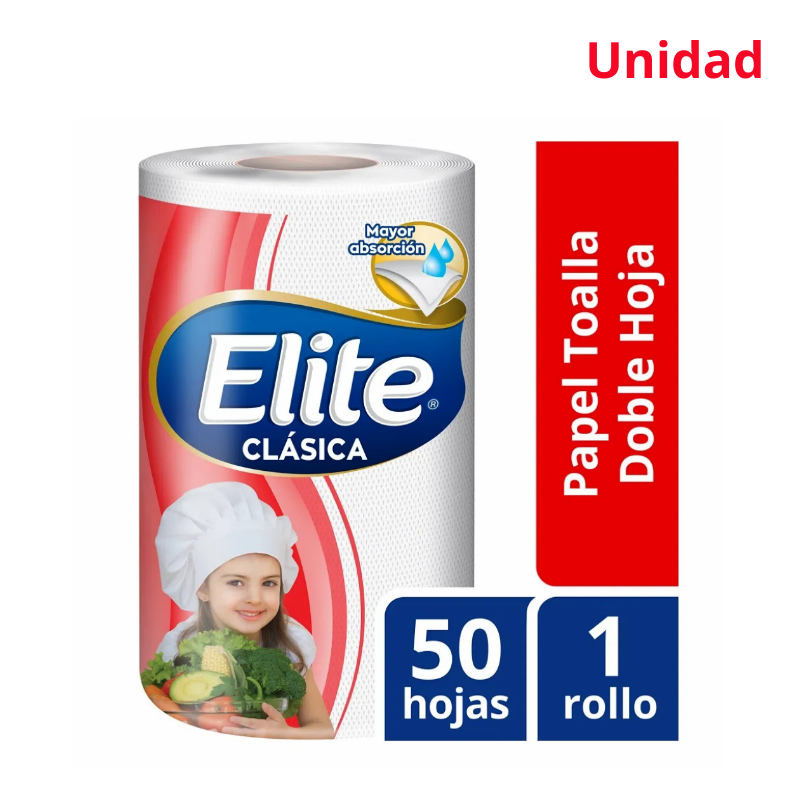 Unidad
Mayor
absorción
Elite®
CLÁSICA
Papel Toalla
Doble Hoja
50
hojas
1
rollo